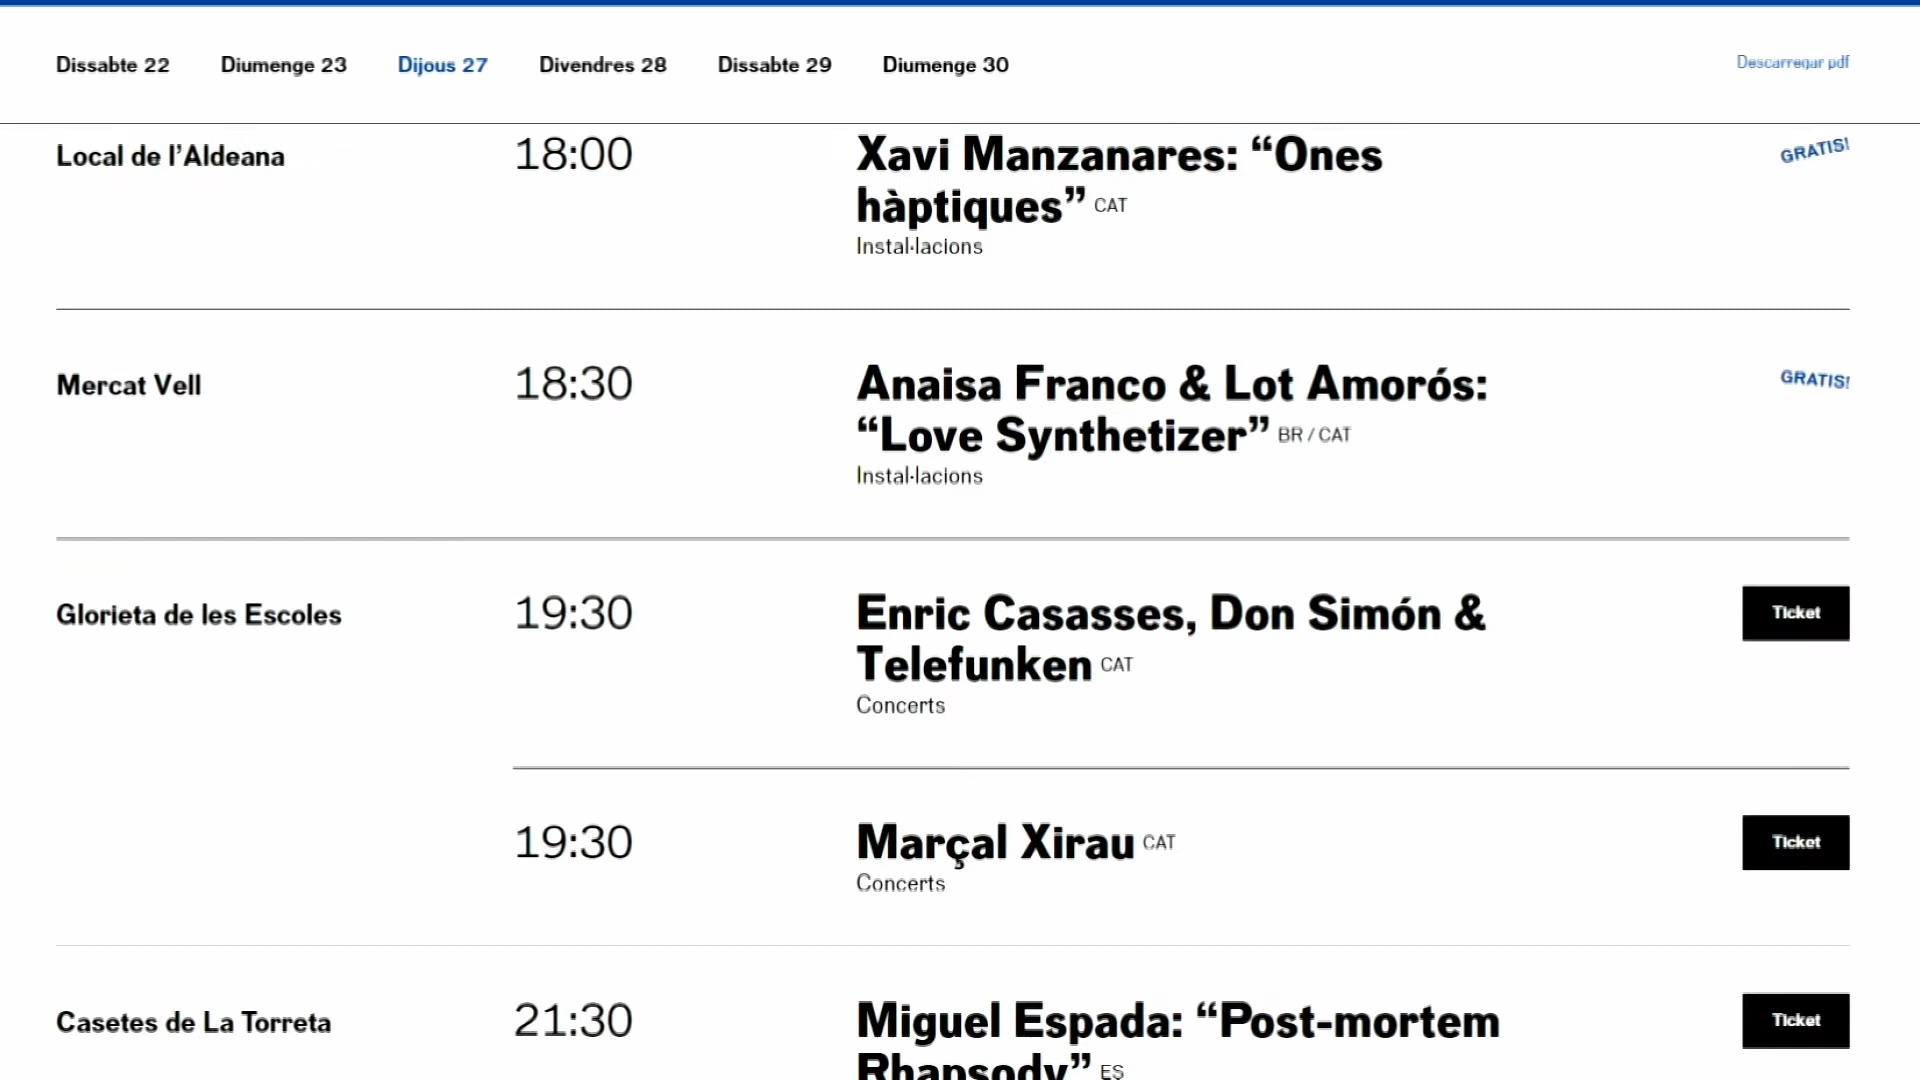 Dissabte 22 Diumenge 23 Dijous 27 Divendres 28 Dissabte 29 Diumenge 30 Descarregar pdf
Local de l’Aldeana 18:00 Xavi Manzanares: “Ones GRATIS!
hàptiques” CAT
Instal·lacions
Mercat Vell 18:30 Anaisa Franco & Lot Amorós: GRATIS!
“Love Synthetizer” BR / CAT
Instal·lacions
Glorieta de les Escoles 19:30 Enric Casasses, Don Simón & Ticket
Telefunken CAT
Concerts
19:30 Marçal Xirau CAT Ticket
Concerts
Casetes de La Torreta 21:30 Miguel Espada: “Post-mortem Ticket
Rhapsody” ES